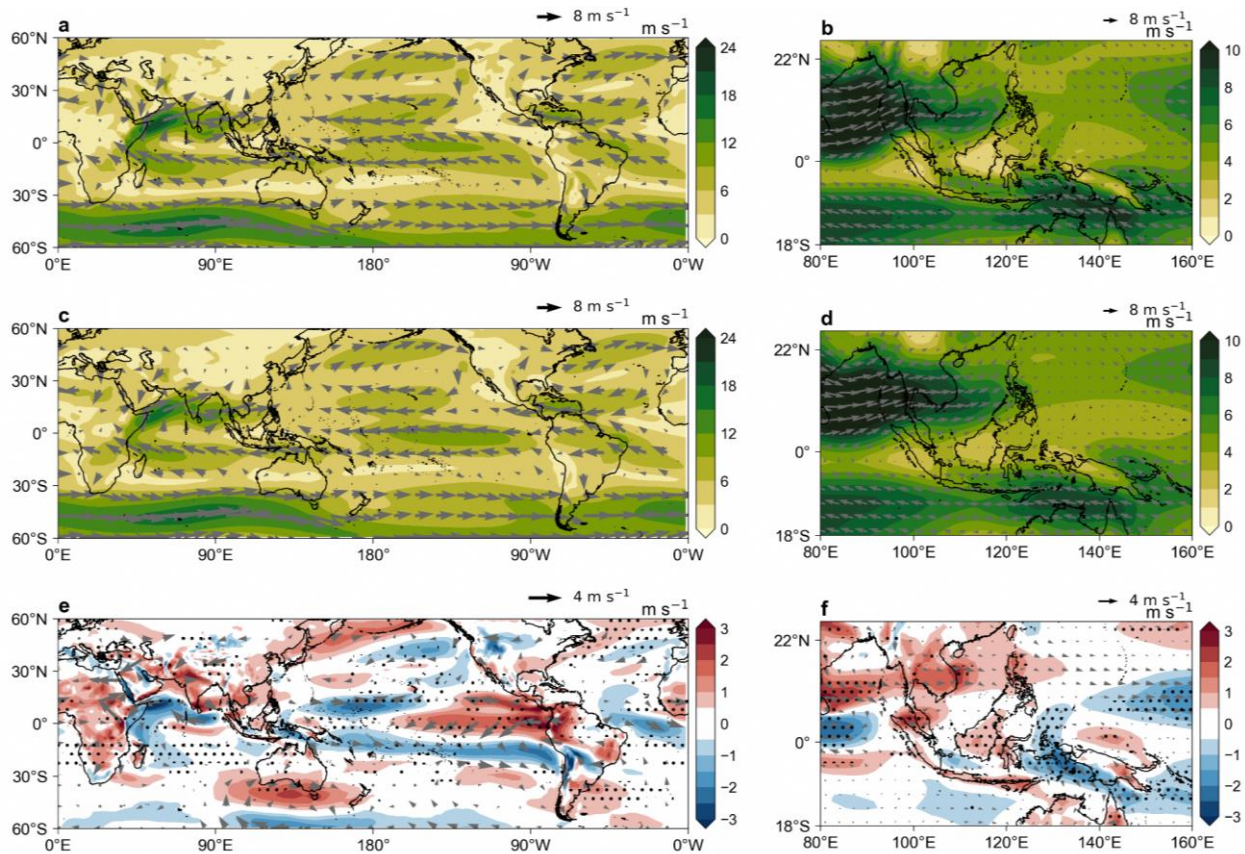 a
8 m s⁻¹
m s⁻¹
60°N
30°N
0°
30°S
60°S
0°E
90°E
180°
90°W
0°W
24
18
12
6
0
b
8 m s⁻¹
m s⁻¹
22°N
0°
18°S
80°E
100°E
120°E
140°E
160°E
10
8
6
4
2
0
c
8 m s⁻¹
m s⁻¹
60°N
30°N
0°
30°S
60°S
0°E
90°E
180°
90°W
0°W
24
18
12
6
0
d
8 m s⁻¹
m s⁻¹
22°N
0°
18°S
80°E
100°E
120°E
140°E
160°E
10
8
6
4
2
0
e
4 m s⁻¹
m s⁻¹
60°N
30°N
0°
30°S
60°S
0°E
90°E
180°
90°W
0°W
3
2
1
0
−1
−2
−3
f
4 m s⁻¹
m s⁻¹
22°N
0°
18°S
80°E
100°E
120°E
140°E
160°E
3
2
1
0
−1
−2
−3